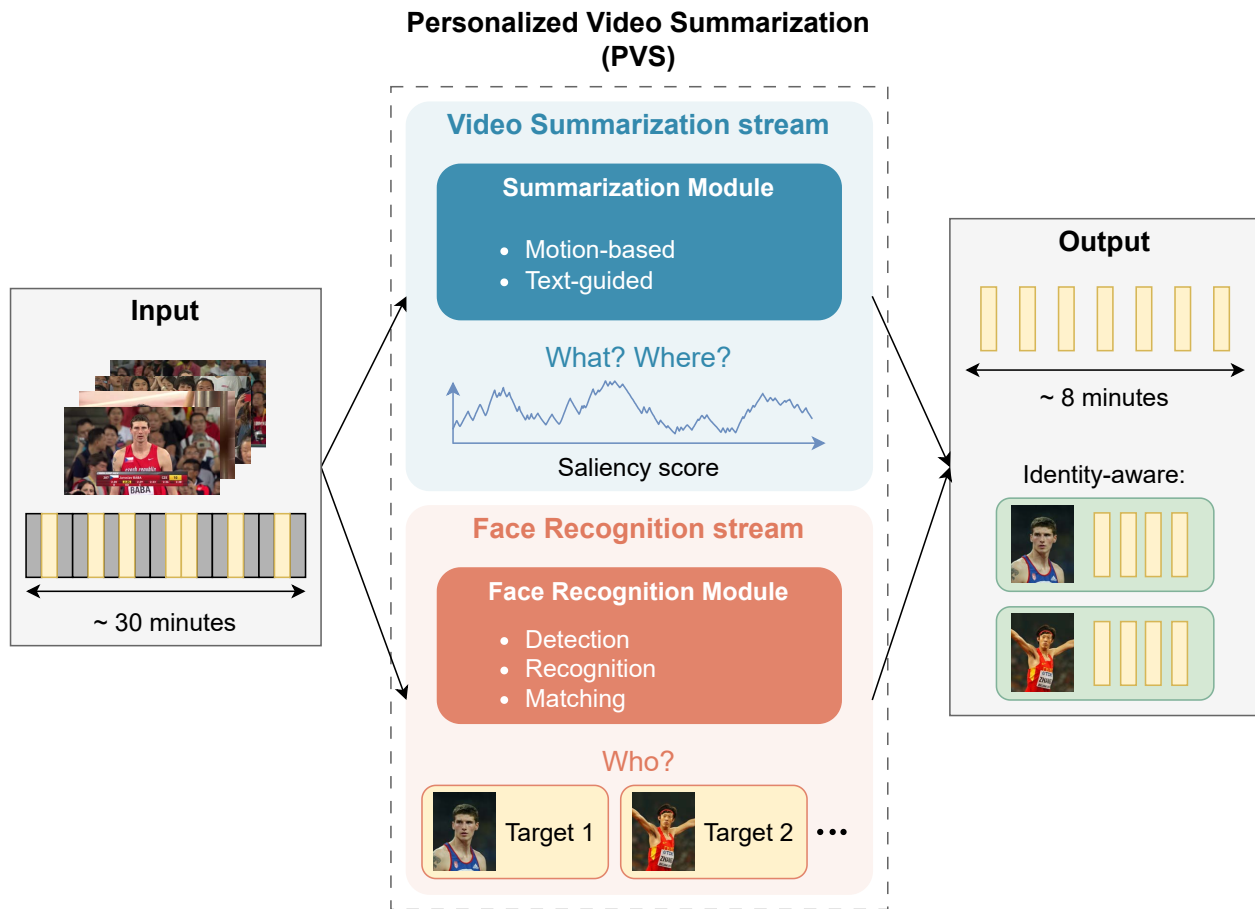 Personalized Video Summarization
(PVS)
Video Summarization stream
Summarization Module
• Motion-based
• Text-guided
What? Where?
Saliency score
Face Recognition stream
Face Recognition Module
• Detection
• Recognition
• Matching
Who?
Target 1
Target 2
•••
Input
BABA
~ 30 minutes
Output
~ 8 minutes
Identity-aware: